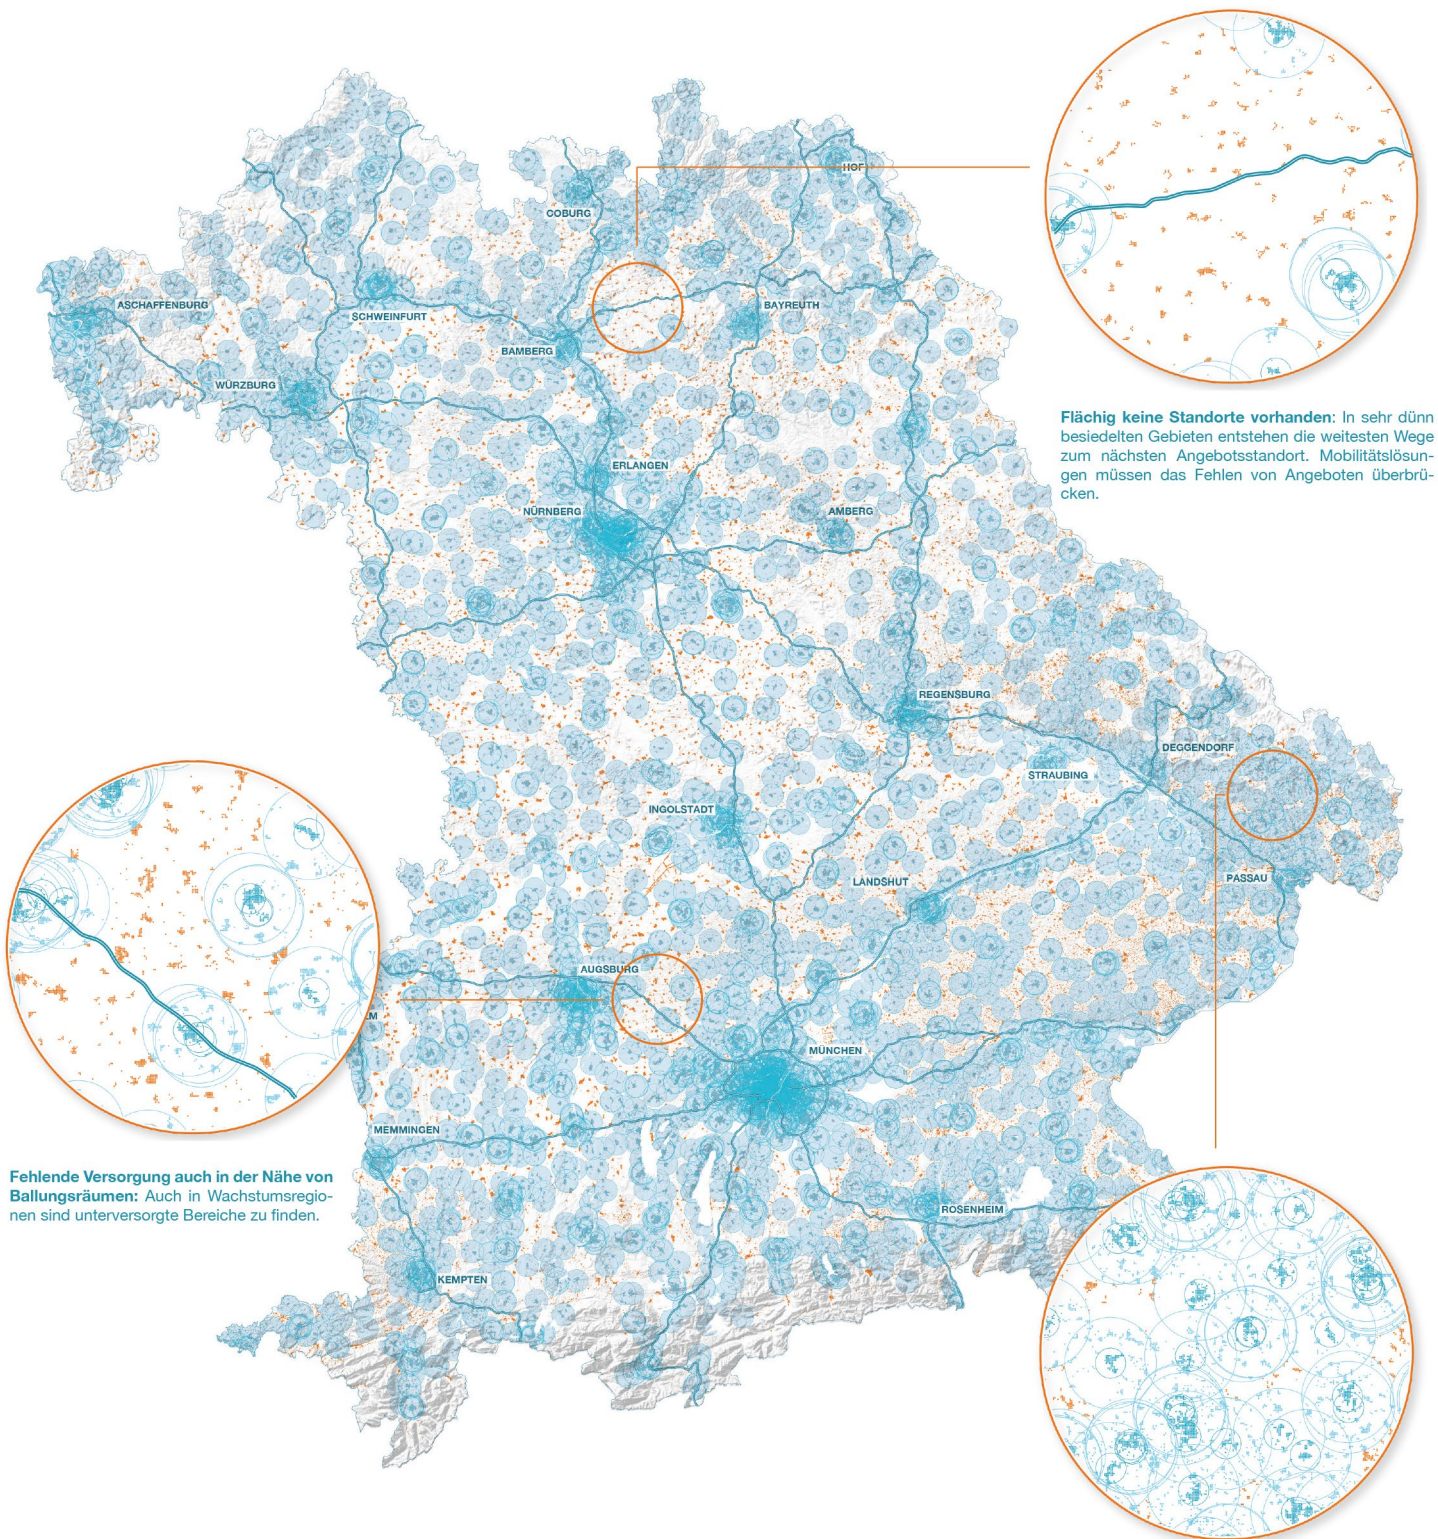 HOF
COBURG
ASCHAFFENBURG
SCHWEINFURT
BAYREUTH
BAMBERG
WÜRZBURG
Flächig keine Standorte vorhanden: In sehr dünn
besiedelten Gebieten entstehen die weitesten Wege
zum nächsten Angebotsstandort. Mobilitätslösun-
gen müssen das Fehlen von Angeboten überbrü-
cken.
ERLANGEN
NÜRNBERG
AMBERG
REGENSBURG
DEGGENDORF
STRAUBING
INGOLSTADT
LANDSHUT
PASSAU
AUGSBURG
LM
MÜNCHEN
MEMMINGEN
Fehlende Versorgung auch in der Nähe von
Ballungsräumen: Auch in Wachstumsregio-
nen sind unterversorgte Bereiche zu finden.
ROSENHEIM
KEMPTEN